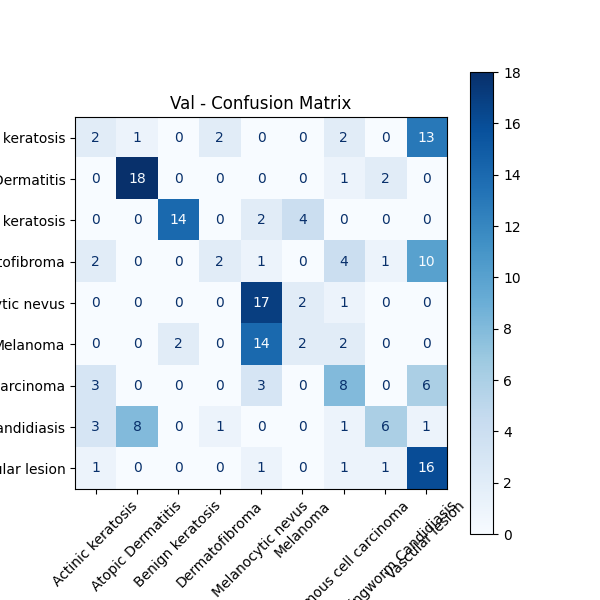 Val - Confusion Matrix
keratosis 2 1 0 2 0 0 2 0 13
Dermatitis 0 18 0 0 0 0 1 2 0
keratosis 0 0 14 0 2 4 0 0 0
tofibroma 2 0 0 2 1 0 4 1 10
ytic nevus 0 0 0 0 17 2 1 0 0
Melanoma 0 0 2 0 14 2 2 0 0
arcinoma 3 0 0 0 3 0 8 0 6
andidiasis 3 8 0 1 0 0 1 6 1
ular lesion 1 0 0 0 1 0 1 1 16
Actinic keratosis
Atopic Dermatitis
Benign keratosis
Dermatofibroma
Melanocytic nevus
Melanoma
mous cell carcinoma
ngworm Candidiasis
Vascular lesion
18
16
14
12
10
8
6
4
2
0